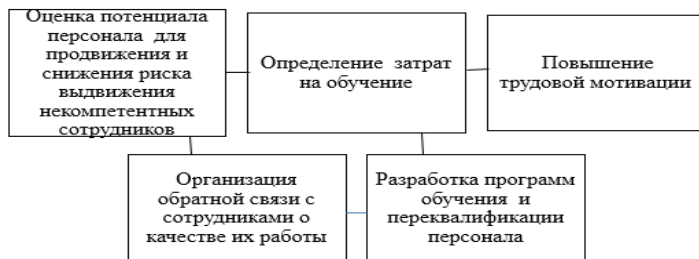 Оценка потенциала
персонала для
продвижения и
снижения риска
выдвижения
некомпетентных
сотрудников
Определение затрат
на обучение
Повышение
трудовой мотивации
Организация
обратной связи с
сотрудниками о
качестве их работы
Разработка программ
обучения и
переквалификации
персонала